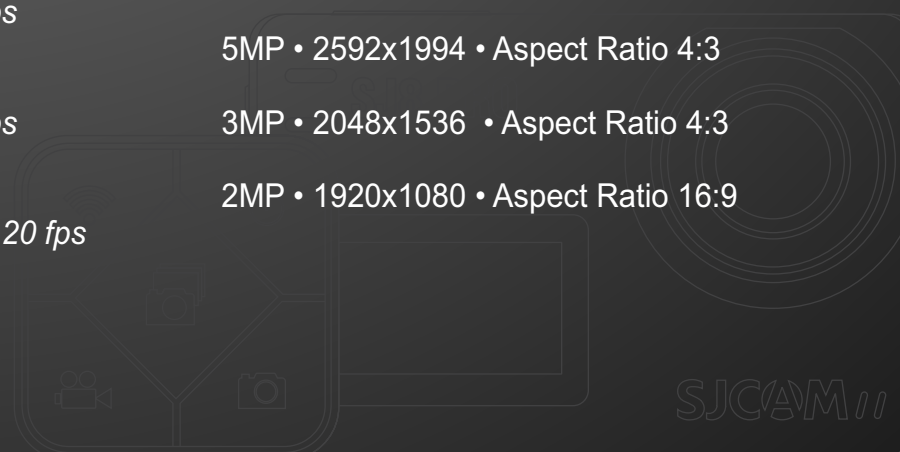 5MP • 2592x1994 • Aspect Ratio 4:3
3MP • 2048x1536 • Aspect Ratio 4:3
2MP • 1920x1080 • Aspect Ratio 16:9
20 fps
SJCAM